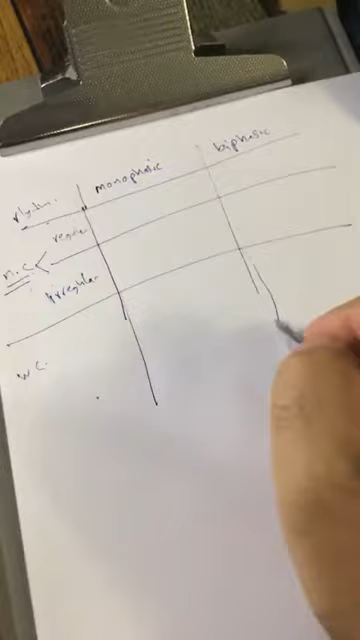 rhythm. monophasic biphasic
regular
n.c
irregular
w c.